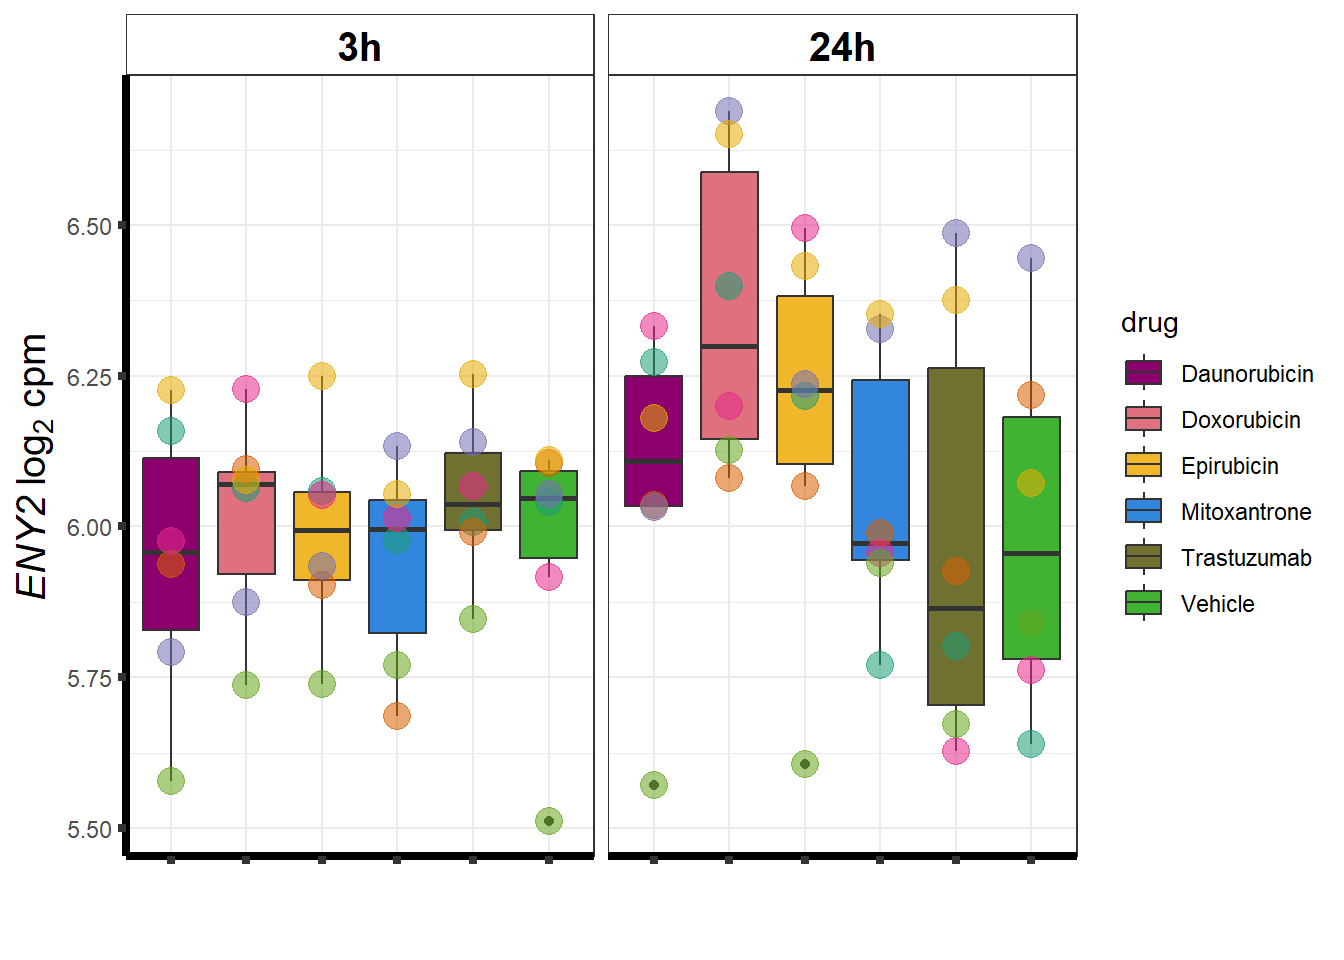 3h
24h
6.50
6.25
6.00
5.75
5.50
ENY2 log₂ cpm
drug
Daunorubicin
Doxorubicin
Epirubicin
Mitoxantrone
Trastuzumab
Vehicle